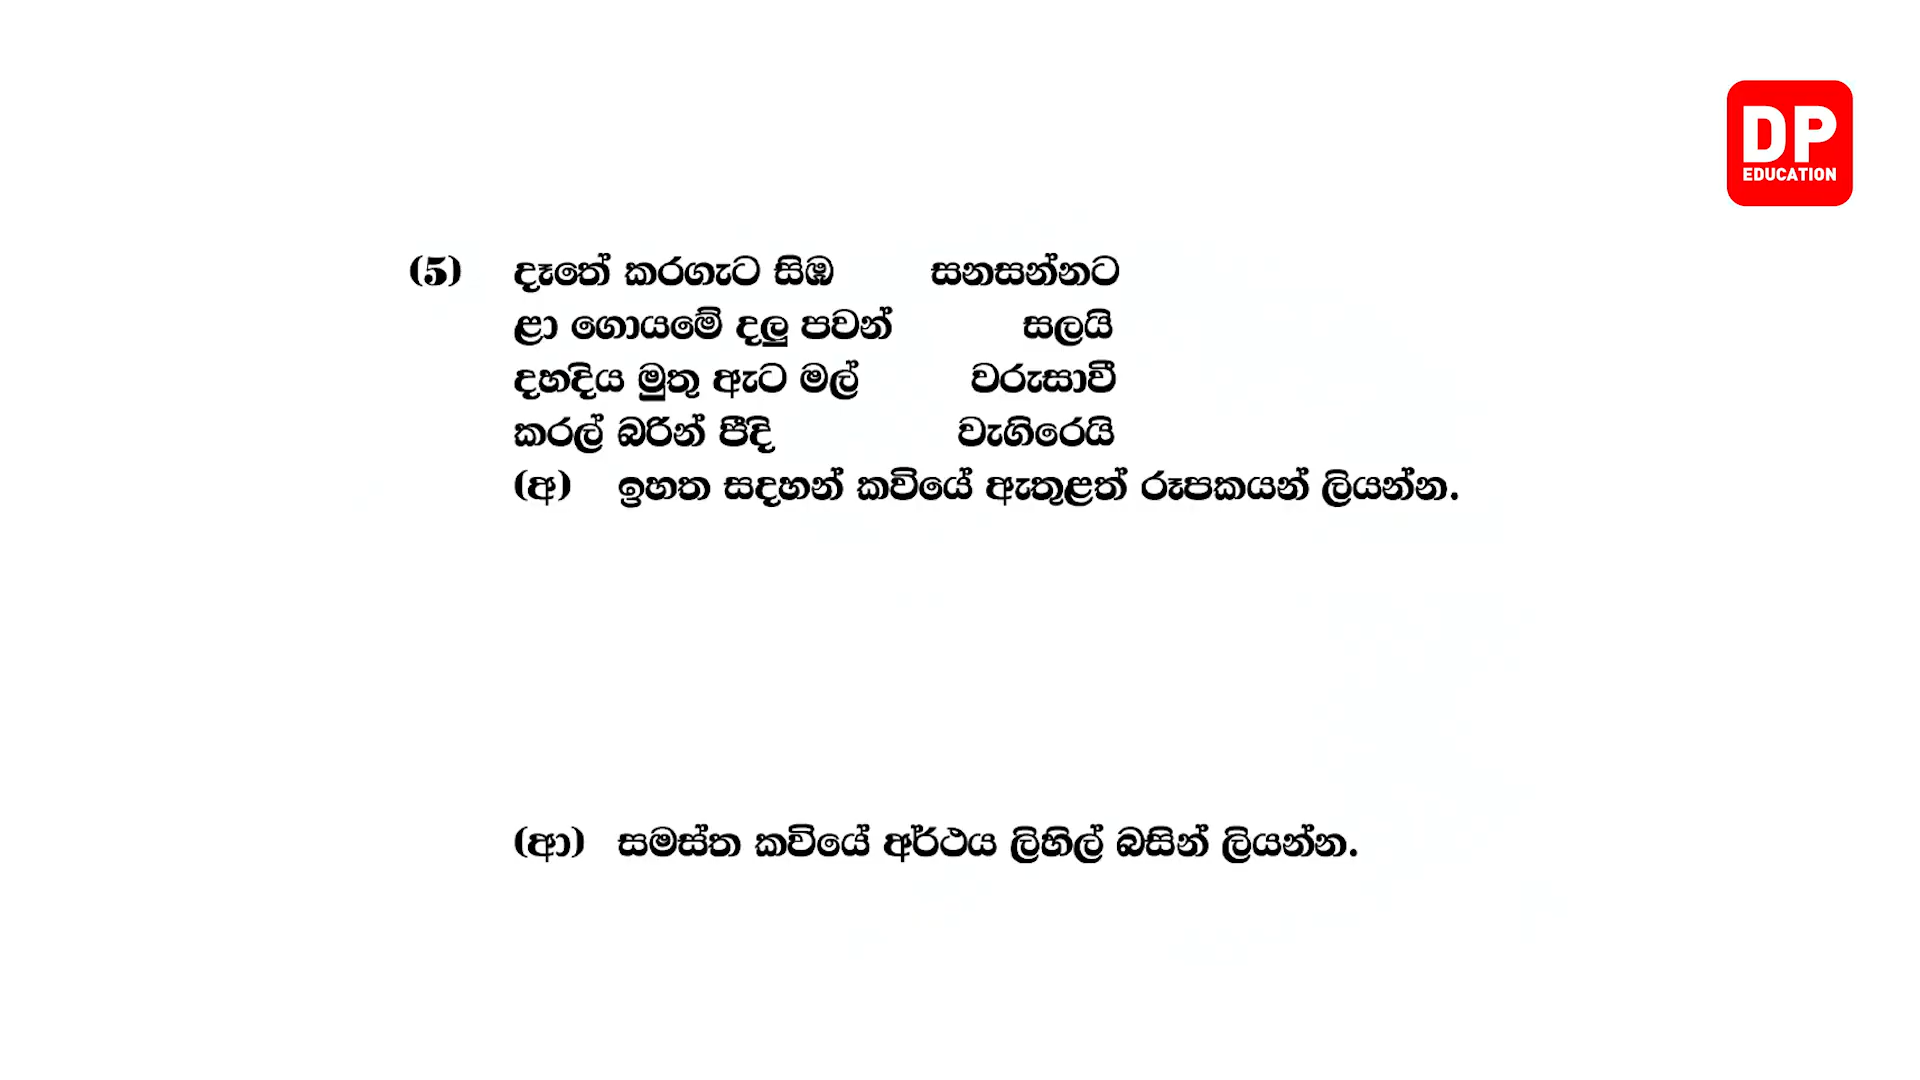 DP
EDUCATION
(5) දෑතේ කරගැට සිඹ සනසන්නට
ළා ගොයමේ දලු පවන් සලයි
දහදිය මුතු ඇට මල් වරුසාවී
කරල් බරින් පීදි වැගිරෙයි
(අ) ඉහත සඳහන් කවියේ ඇතුළත් රූපකයන් ලියන්න.
(ආ) සමස්ත කවියේ අර්ථය ලිහිල් බසින් ලියන්න.